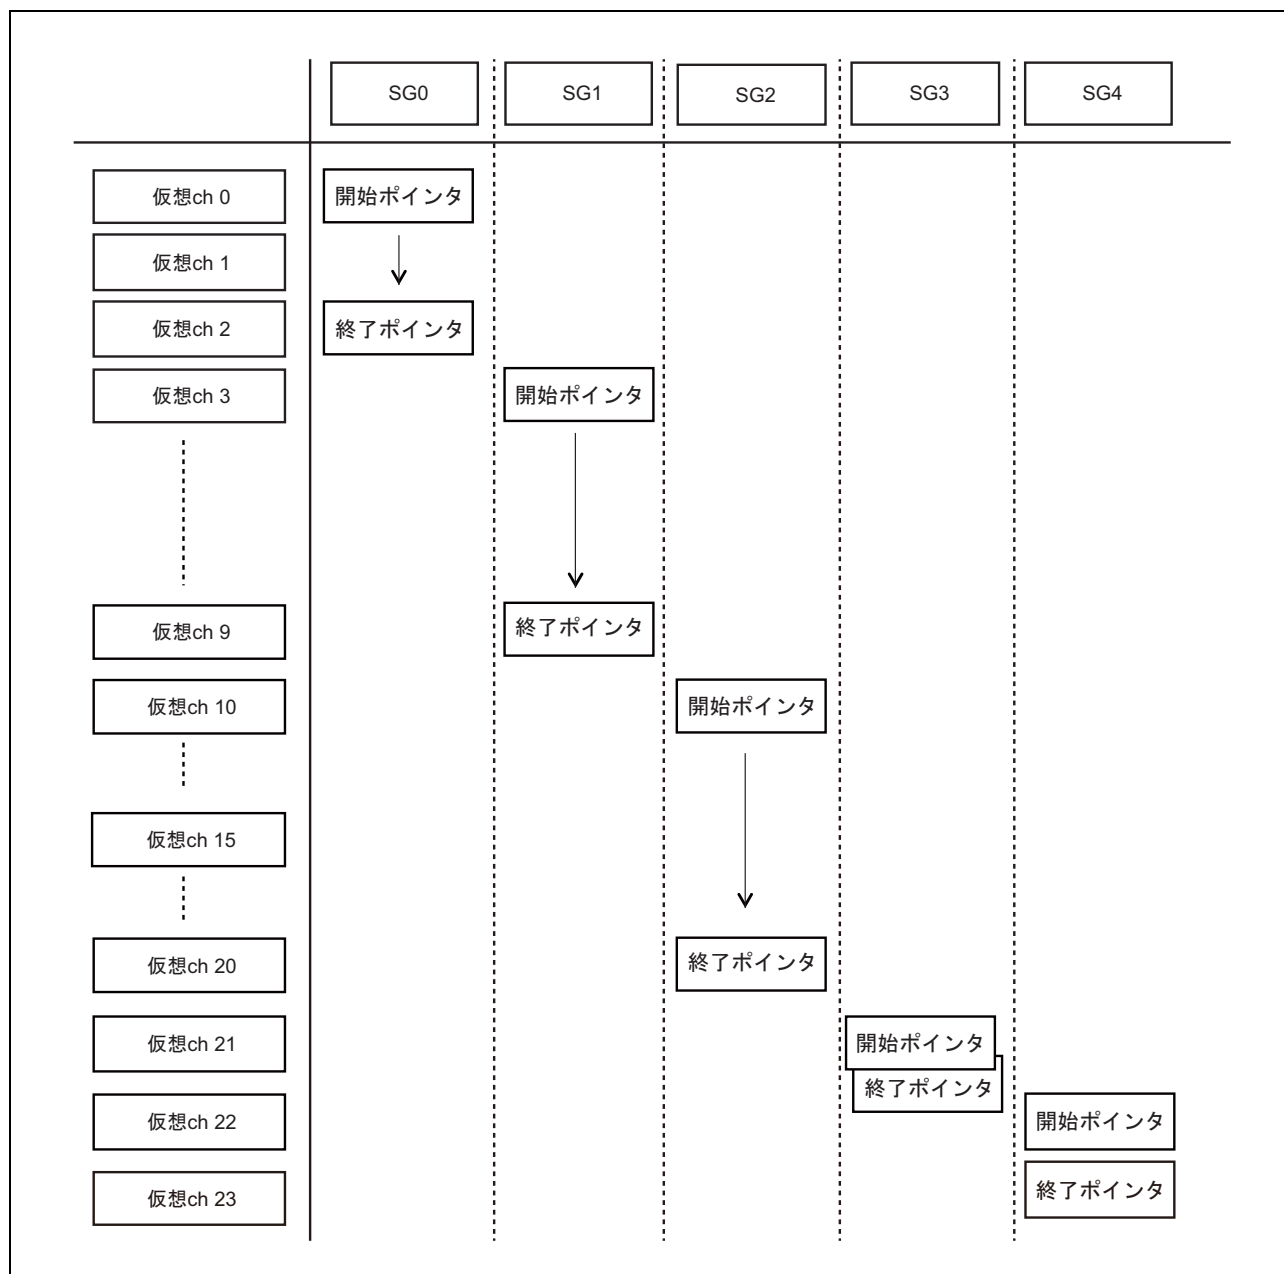 SG0 SG1 SG2 SG3 SG4
仮想ch 0 開始ポインタ
仮想ch 1
仮想ch 2 終了ポインタ
仮想ch 3 開始ポインタ
仮想ch 9 終了ポインタ
仮想ch 10 開始ポインタ
仮想ch 15
仮想ch 20 終了ポインタ
仮想ch 21 開始ポインタ
終了ポインタ
仮想ch 22 開始ポインタ
仮想ch 23 終了ポインタ